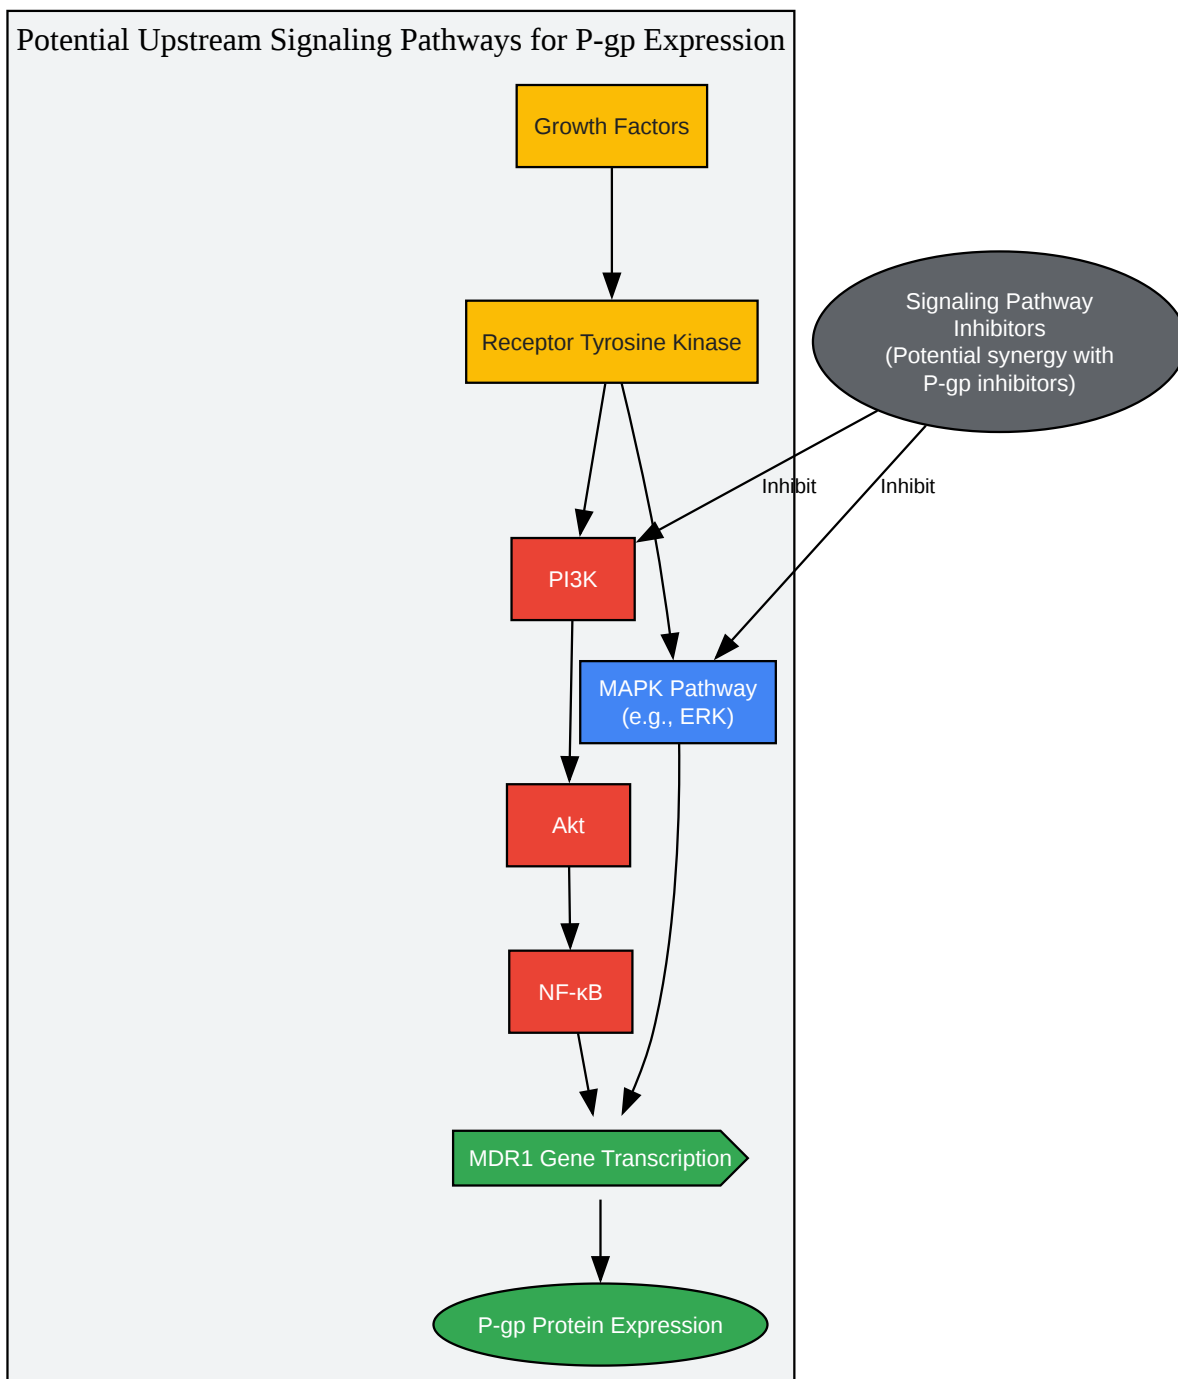 Potential Upstream Signaling Pathways for P-gp Expression
Growth Factors
Receptor Tyrosine Kinase
Signaling Pathway
Inhibitors
(Potential synergy with
P-gp inhibitors)
Inhibit
Inhibit
PI3K
MAPK Pathway
(e.g., ERK)
Akt
NF-κB
MDR1 Gene Transcription
P-gp Protein Expression